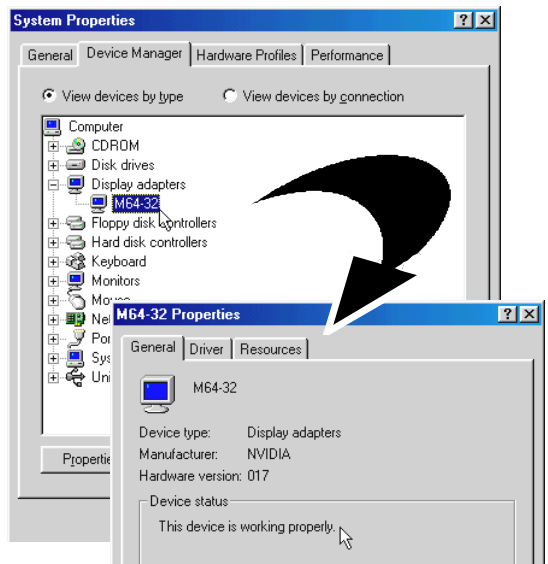 System Properties
General Device Manager Hardware Profiles Performance
View devices by type View devices by connection
Computer
CDROM
Disk drives
Display adapters
M64-32
Floppy disk controllers
Hard disk controllers
Keyboard
Monitors
M64-32 Properties
General Driver Resources
M64-32
Device type: Display adapters
Manufacturer: NVIDIA
Hardware version: 017
Device status
This device is working properly.